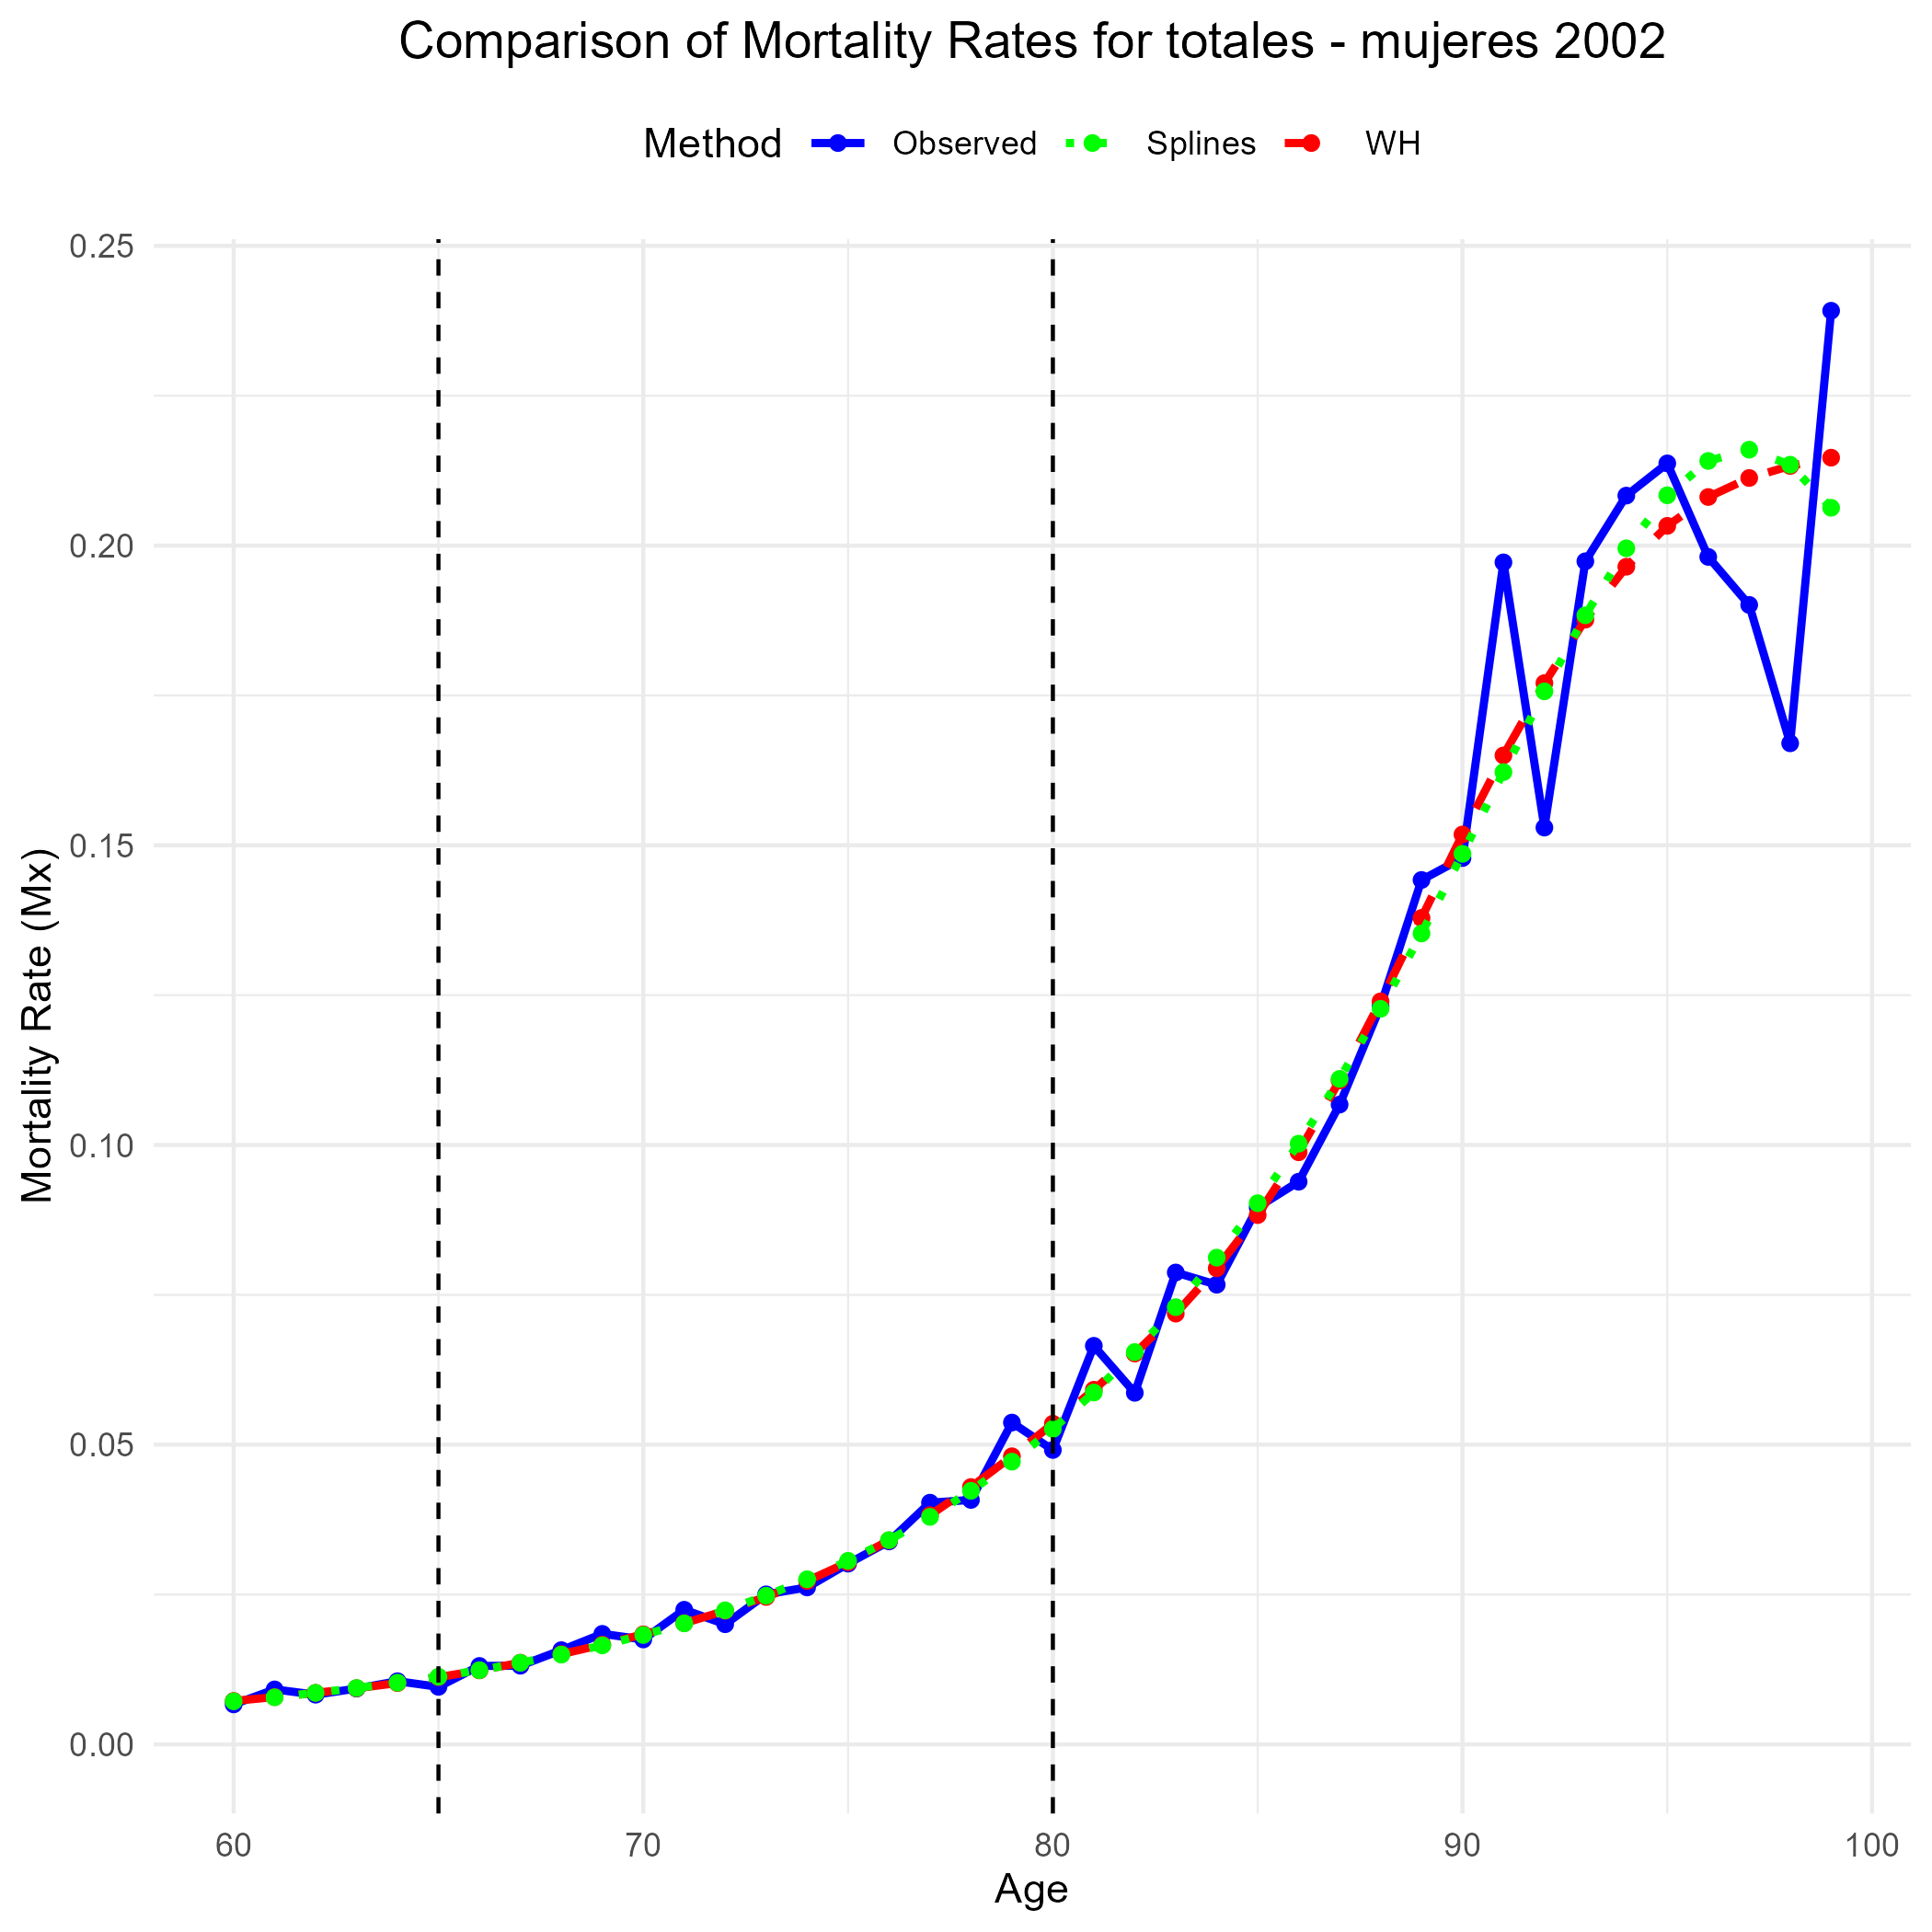 Comparison of Mortality Rates for totales - mujeres 2002
Method Observed Splines WH
0.25
0.20
0.15
0.10
0.05
0.00
Mortality Rate (Mx)
60 70 80 90 100
Age